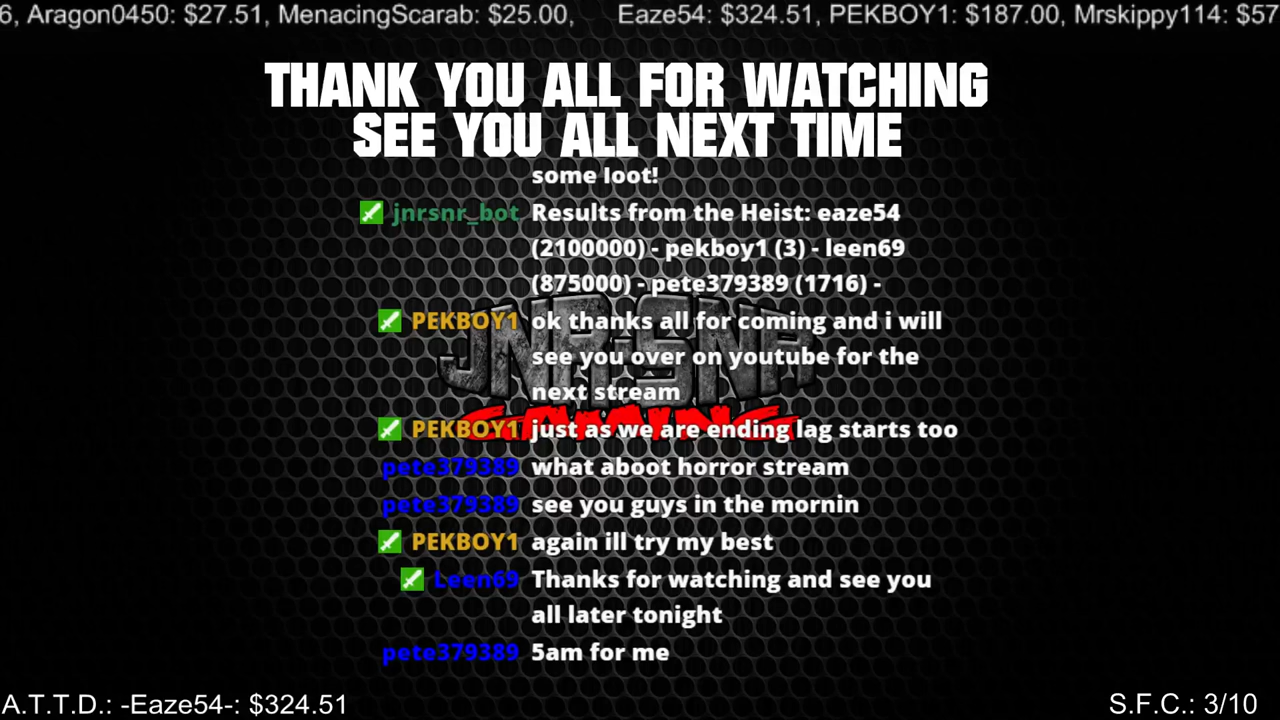 6, Aragon0450: $27.51, MenacingScarab: $25.00, Eaze54: $324.51, PEKBOY1: $187.00, Mrskippy114: $57
THANK YOU ALL FOR WATCHING
SEE YOU ALL NEXT TIME
some loot!
jnrsnr_bot Results from the Heist: eaze54
(2100000) - pekboy1 (3) - leen69
(875000) - pete379389 (1716) -
PEKBOY1 ok thanks all for coming and i will
see you over on youtube for the
next stream
JNR-SNR
GAMING
PEKBOY1 just as we are ending lag starts too
pete379389 what aboot horror stream
pete379389 see you guys in the mornin
PEKBOY1 again ill try my best
Leen69 Thanks for watching and see you
all later tonight
pete379389 5am for me
A.T.T.D.: -Eaze54-: $324.51
S.F.C.: 3/10